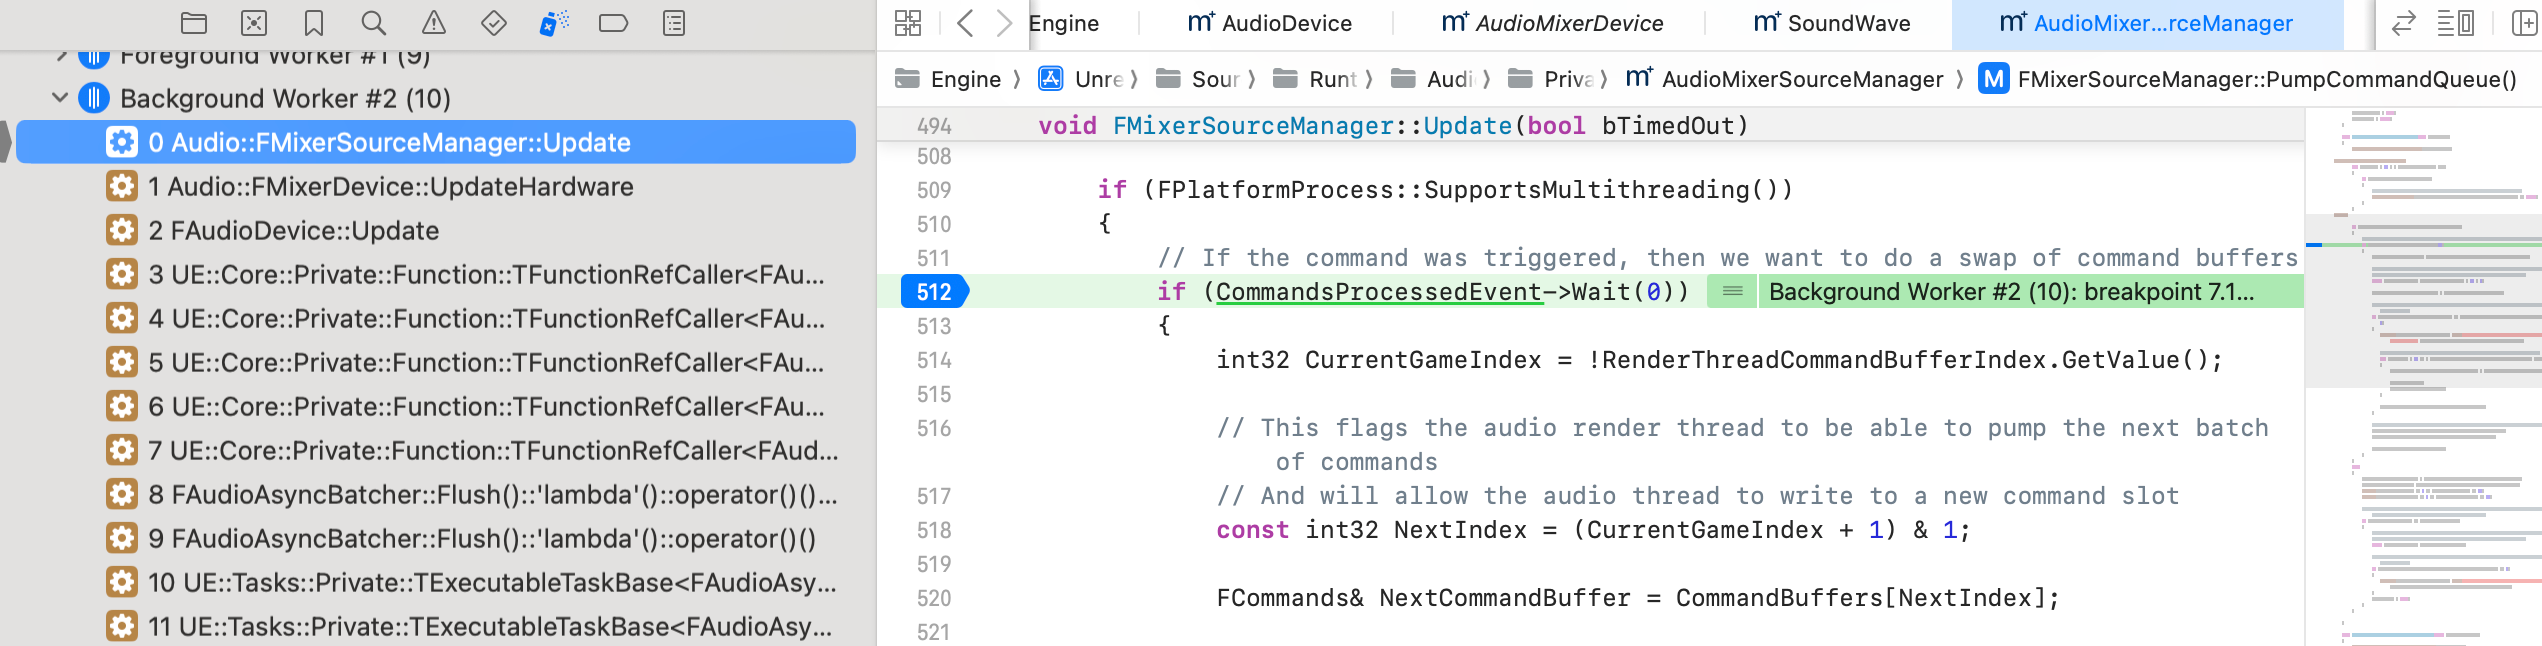 Engine
AudioDevice
AudioMixerDevice
SoundWave
AudioMixer...rceManager
Foreground Worker #1 (9)
Background Worker #2 (10)
0 Audio::FMixerSourceManager::Update
1 Audio::FMixerDevice::UpdateHardware
2 FAudioDevice::Update
3 UE::Core::Private::Function::TFunctionRefCaller<FAu...
4 UE::Core::Private::Function::TFunctionRefCaller<FAu...
5 UE::Core::Private::Function::TFunctionRefCaller<FAu...
6 UE::Core::Private::Function::TFunctionRefCaller<FAu...
7 UE::Core::Private::Function::TFunctionRefCaller<FAud...
8 FAudioAsyncBatcher::Flush()::'lambda'()::operator()()...
9 FAudioAsyncBatcher::Flush()::'lambda'()::operator()()
10 UE::Tasks::Private::TExecutableTaskBase<FAudioAsy...
11 UE::Tasks::Private::TExecutableTaskBase<FAudioAsy...
Engine 〉 Unre 〉 Sour 〉 Runt 〉 Audi 〉 Priva 〉 AudioMixerSourceManager 〉 M FMixerSourceManager::PumpCommandQueue()
494 void FMixerSourceManager::Update(bool bTimedOut)
508
509 if (FPlatformProcess::SupportsMultithreading())
510 {
511 // If the command was triggered, then we want to do a swap of command buffers
512 if (CommandsProcessedEvent->Wait(0)) Background Worker #2 (10): breakpoint 7.1...
513 {
514 int32 CurrentGameIndex = !RenderThreadCommandBufferIndex.GetValue();
515
516 // This flags the audio render thread to be able to pump the next batch
of commands
517 // And will allow the audio thread to write to a new command slot
518 const int32 NextIndex = (CurrentGameIndex + 1) & 1;
519
520 FCommands& NextCommandBuffer = CommandBuffers[NextIndex];
521